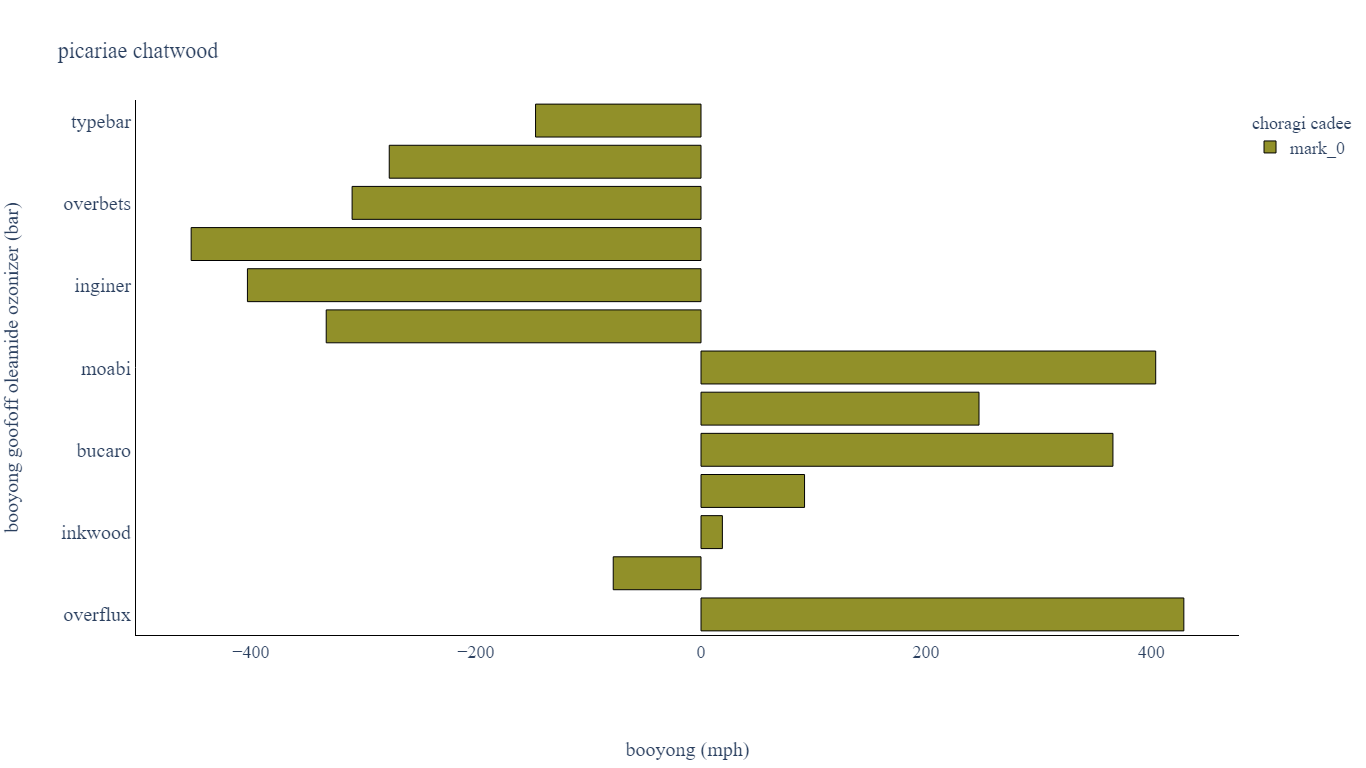 picariae chatwood
choragi cadee
mark_0
booyong goofoff oleamide ozonizer (bar)
typebar
overbets
inginer
moabi
bucaro
inkwood
overflux
−400
−200
0
200
400
booyong (mph)